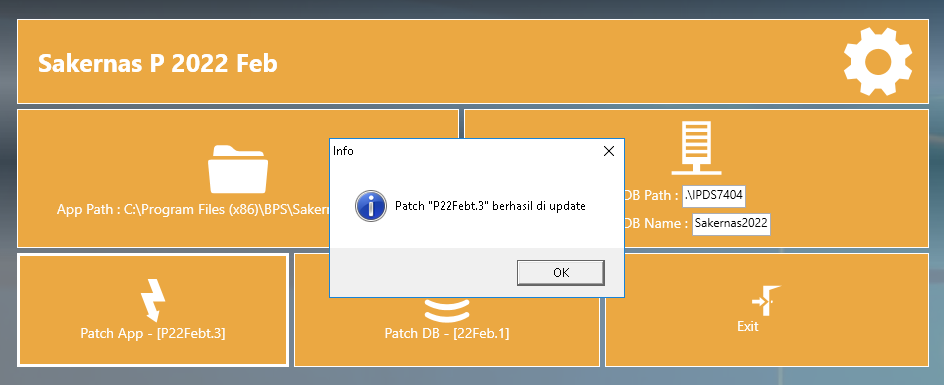 Sakernas P 2022 Feb
Info
Patch "P22Febt.3" berhasil di update
OK
App Path : C:\Program Files (x86)\BPS\Sakern
DB Path : .\IPDS7404
DB Name : Sakernas2022
Patch App - [P22Febt.3]
Patch DB - [22Feb.1]
Exit